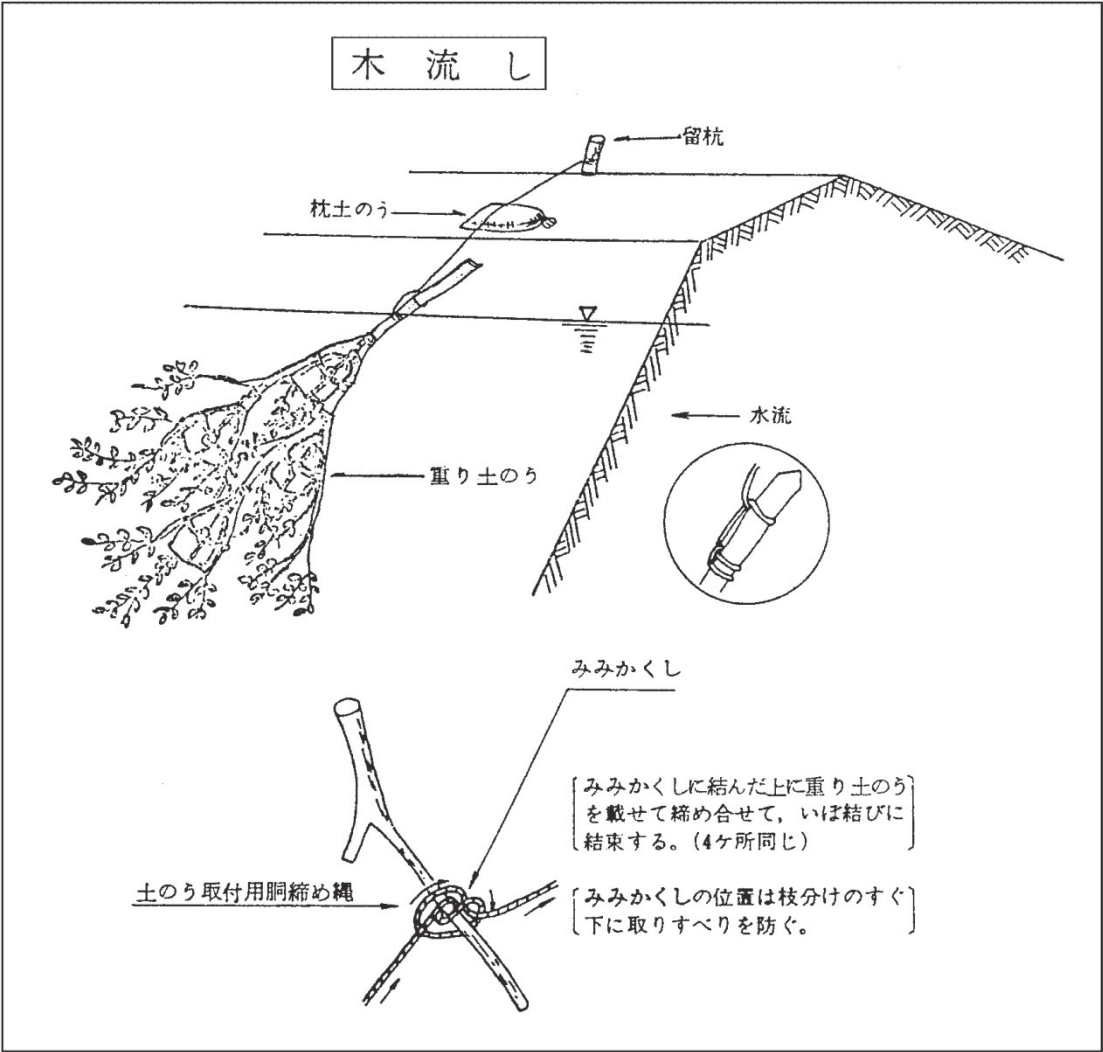 木流し
留杭
枕土のう
水流
重り土のう
みみかくし
みみかくしに結んだ上に重り土のう
を載せて締め合せて，いぼ結びに
結束する。(4ケ所同じ)
土のう取付用胴締め縄
みみかくしの位置は枝分けのすぐ
下に取りすべりを防ぐ。